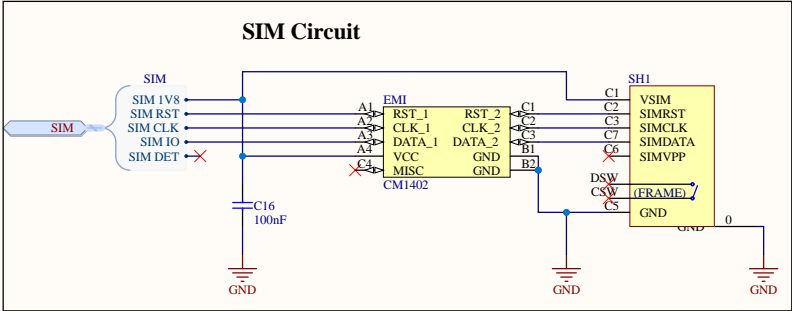 SIM Circuit
SIM
SIM
SIM 1V8
SIM RST
SIM CLK
SIM IO
SIM DET
EMI
A1 RST_1 RST_2 C1
A2 CLK_1 CLK_2 C2
A3 DATA_1 DATA_2 C3
A4 VCC GND B1
C4 MISC GND B2
CM1402
SH1
C1 VSIM
C2 SIMRST
C3 SIMCLK
C7 SIMDATA
C6 SIMVPP
DSW
CSW (FRAME)
C5 GND
GND 0
C16
100nF
GND
GND
GND